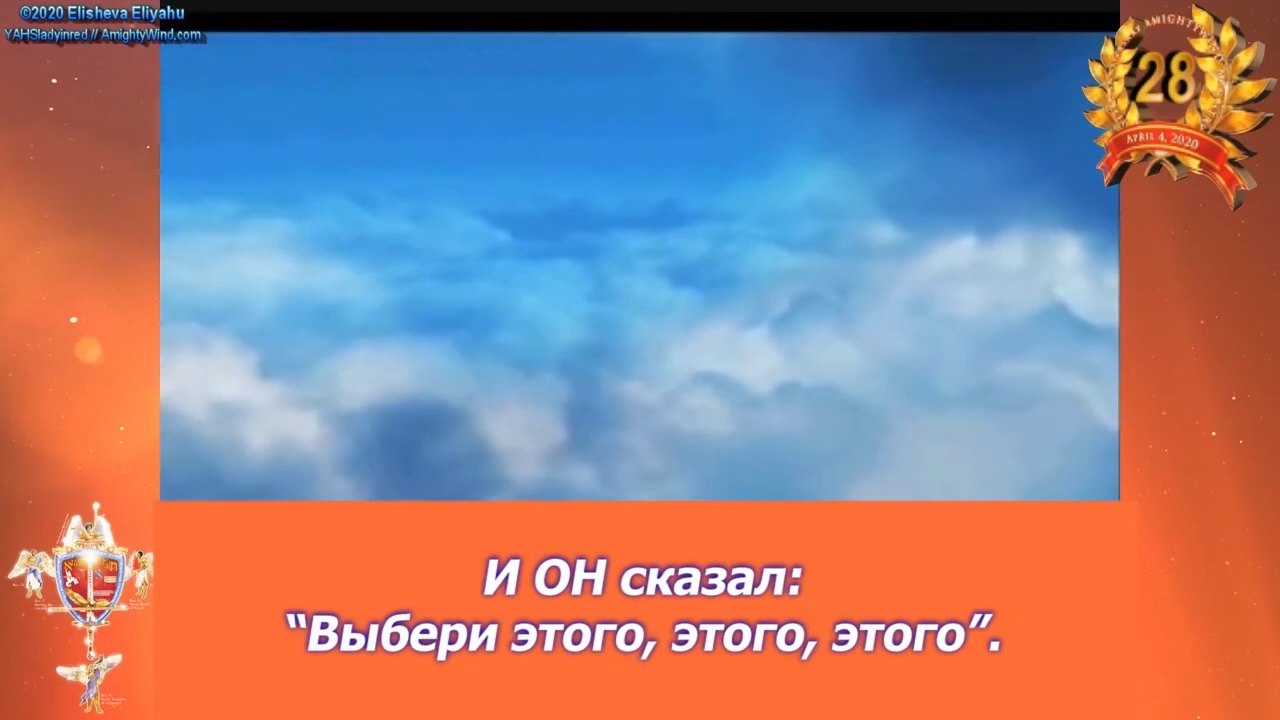 ©2020 Elisheva Eliyahu
YAHSladyinred // AmightyWind.com
28
APRIL 4, 2020
И ОН сказал:
“Выбери этого, этого, этого”.